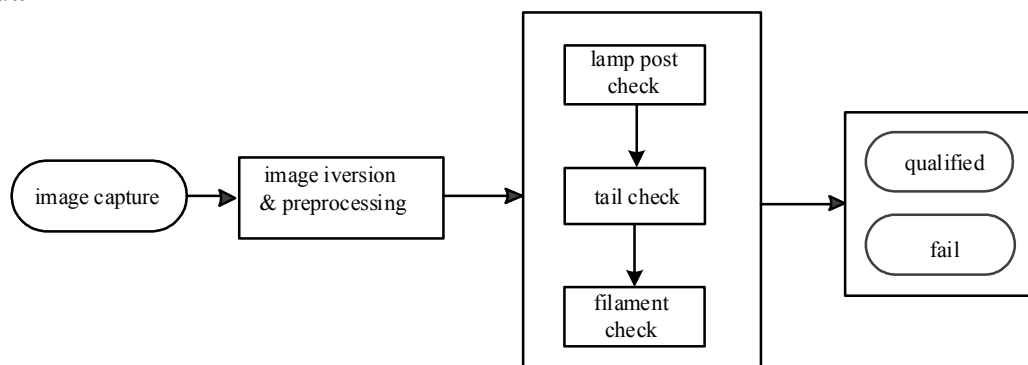 image capture
image iversion
& preprocessing
lamp post
check
tail check
filament
check
qualified
fail